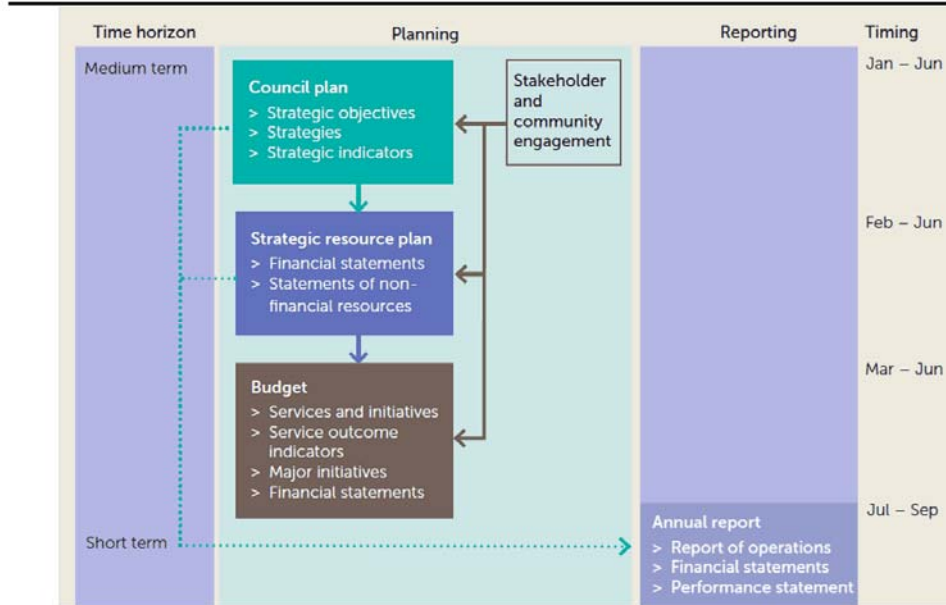 Time horizon
Planning
Reporting
Timing
Medium term
Council plan
> Strategic objectives
> Strategies
> Strategic indicators
Stakeholder
and
community
engagement
Jan – Jun
Strategic resource plan
> Financial statements
> Statements of non-
financial resources
Feb – Jun
Budget
> Services and initiatives
> Service outcome
indicators
> Major initiatives
> Financial statements
Mar – Jun
Short term
Annual report
> Report of operations
> Financial statements
> Performance statement
Jul – Sep